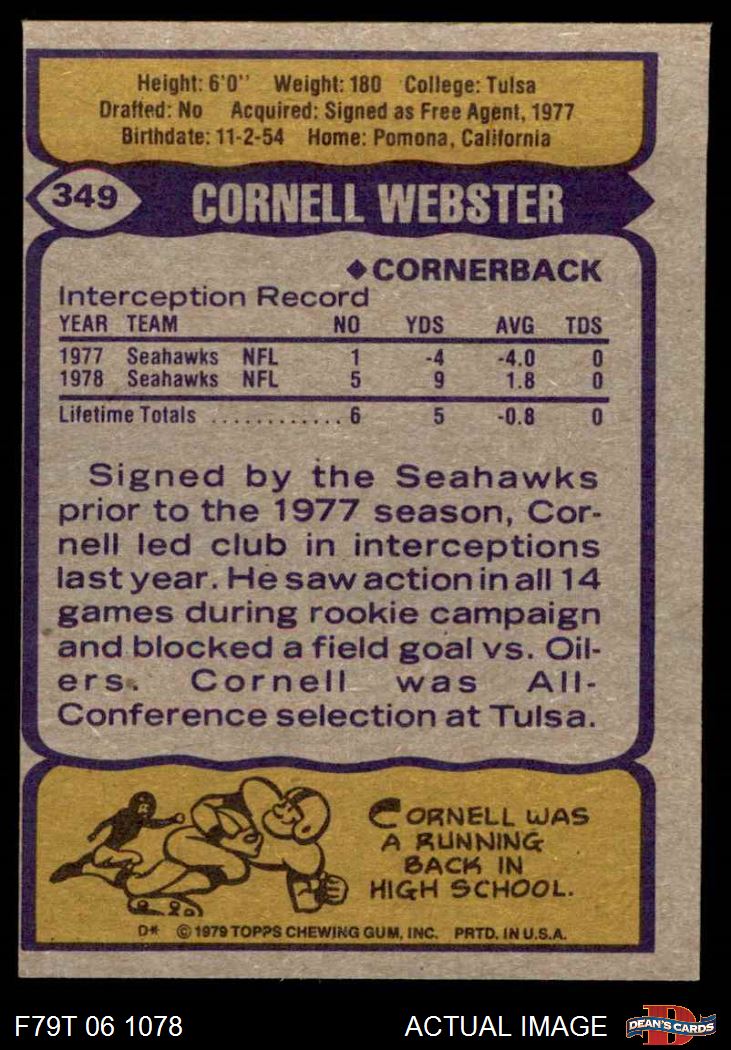 Height: 6'0" Weight: 180 College: Tulsa
Drafted: No Acquired: Signed as Free Agent, 1977
Birthdate: 11-2-54 Home: Pomona, California
349 CORNELL WEBSTER
◆CORNERBACK
Interception Record
YEAR TEAM NO YDS AVG TDS
1977 Seahawks NFL 1 -4 -4.0 0
1978 Seahawks NFL 5 9 1.8 0
Lifetime Totals ............ 6 5 -0.8 0
Signed by the Seahawks
prior to the 1977 season, Cor-
nell led club in interceptions
last year. He saw action in all 14
games during rookie campaign
and blocked a field goal vs. Oil-
ers. Cornell was All-
Conference selection at Tulsa.
CORNELL WAS
A RUNNING
BACK IN
HIGH SCHOOL.
D* © 1979 TOPPS CHEWING GUM, INC. PRTD. IN U.S.A.
F79T 06 1078 ACTUAL IMAGE D DEAN'S CARDS